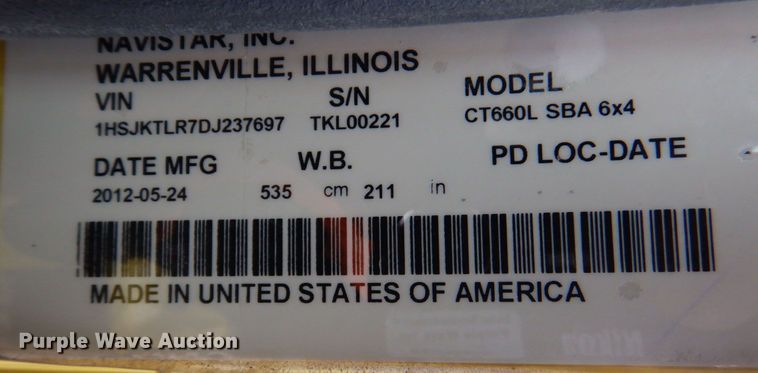 NAVISTAR, INC.
WARRENVILLE, ILLINOIS
VIN S/N MODEL
1HSJKTLR7DJ237697 TKL00221 CT660L SBA 6x4
DATE MFG W.B. PD LOC-DATE
2012-05-24 535 cm 211 in
MADE IN UNITED STATES OF AMERICA
Purple Wave Auction